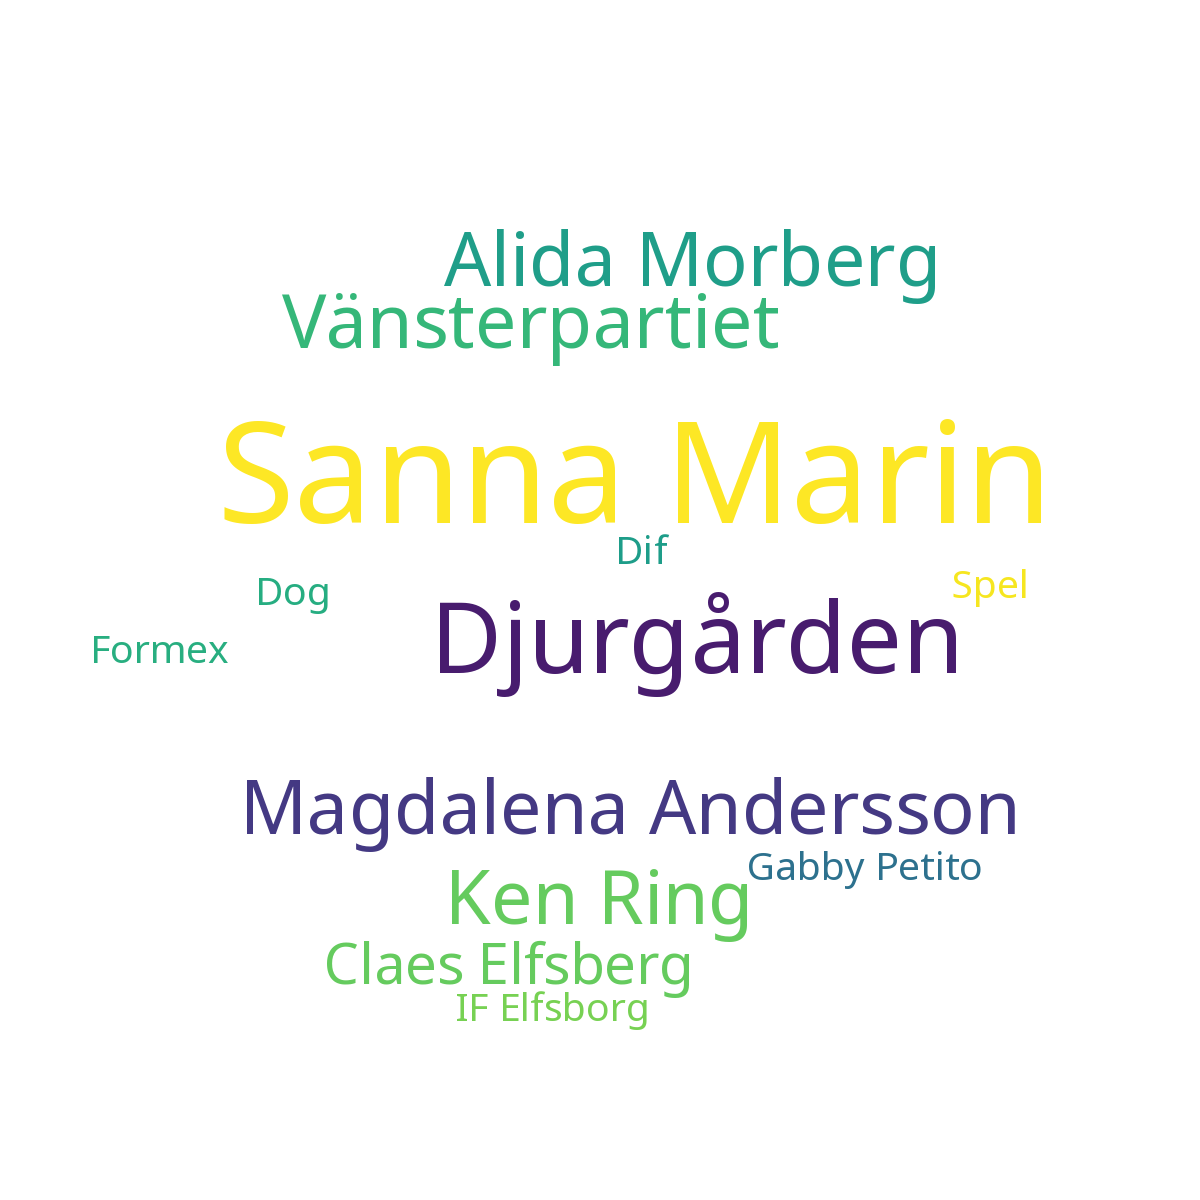 Alida Morberg
Vänsterpartiet
Sanna Marin
Dif
Dog
Spel
Djurgården
Formex
Magdalena Andersson
Gabby Petito
Ken Ring
Claes Elfsberg
IF Elfsborg